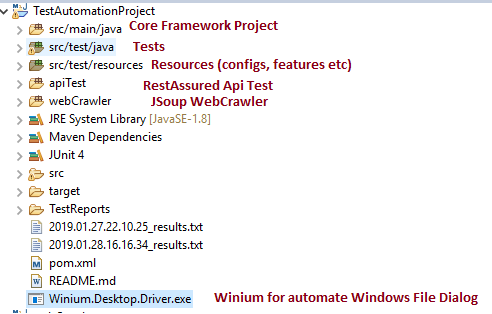 TestAutomationProject
src/main/java Core Framework Project
src/test/java Tests
src/test/resources Resources (configs, features etc)
apiTest RestAssured Api Test
webCrawler JSoup WebCrawler
JRE System Library [JavaSE-1.8]
Maven Dependencies
JUnit 4
src
target
TestReports
2019.01.27.22.10.25_results.txt
2019.01.28.16.16.34_results.txt
pom.xml
README.md
Winium.Desktop.Driver.exe Winium for automate Windows File Dialog